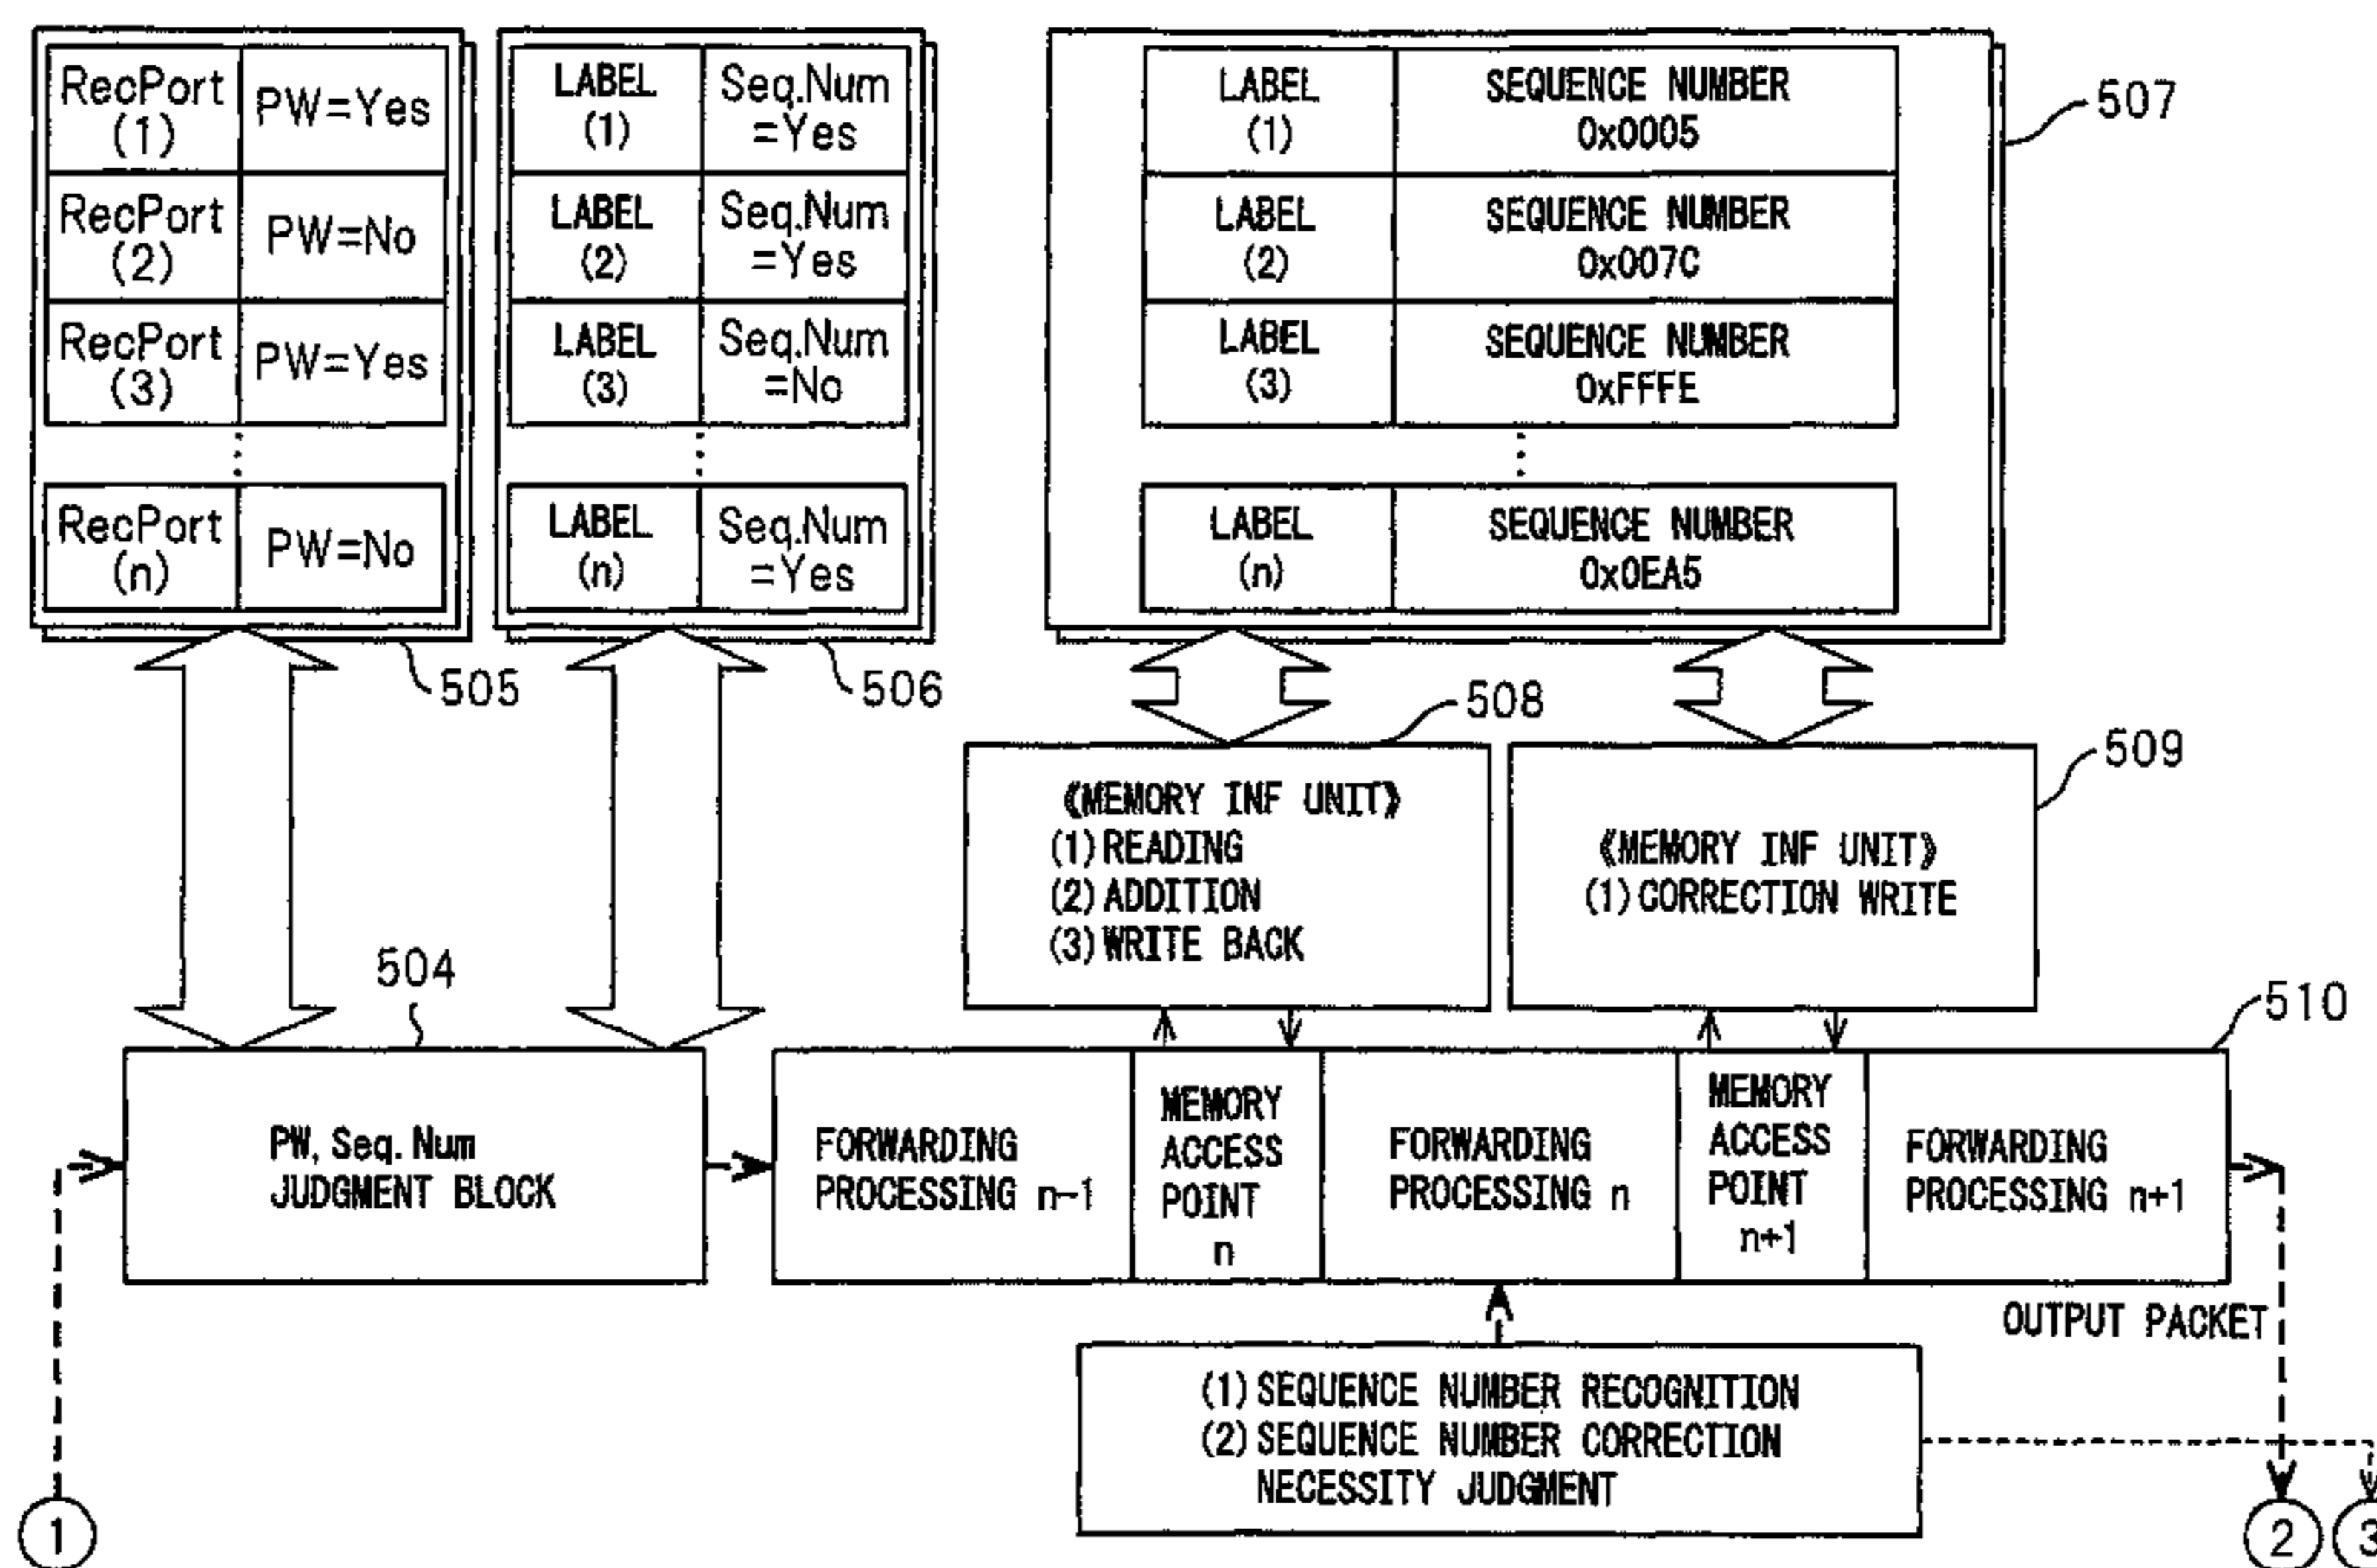 RecPort
(1)
PW=Yes
RecPort
(2)
PW=No
RecPort
(3)
PW=Yes
RecPort
(n)
PW=No
505
LABEL
(1)
Seq.Num
=Yes
LABEL
(2)
Seq.Num
=Yes
LABEL
(3)
Seq.Num
=No
LABEL
(n)
Seq.Num
=Yes
506
LABEL
(1)
SEQUENCE NUMBER
0x0005
LABEL
(2)
SEQUENCE NUMBER
0x007C
LABEL
(3)
SEQUENCE NUMBER
0xFFFE
LABEL
(n)
SEQUENCE NUMBER
0x0EA5
507
508
《MEMORY INF UNIT》
(1)READING
(2)ADDITION
(3)WRITE BACK
509
《MEMORY INF UNIT》
(1)CORRECTION WRITE
504
PW, Seq. Num
JUDGMENT BLOCK
510
FORWARDING
PROCESSING n-1
MEMORY
ACCESS
POINT
n
FORWARDING
PROCESSING n
MEMORY
ACCESS
POINT
n+1
FORWARDING
PROCESSING n+1
OUTPUT PACKET
(1)SEQUENCE NUMBER RECOGNITION
(2)SEQUENCE NUMBER CORRECTION
NECESSITY JUDGMENT
1
2
3